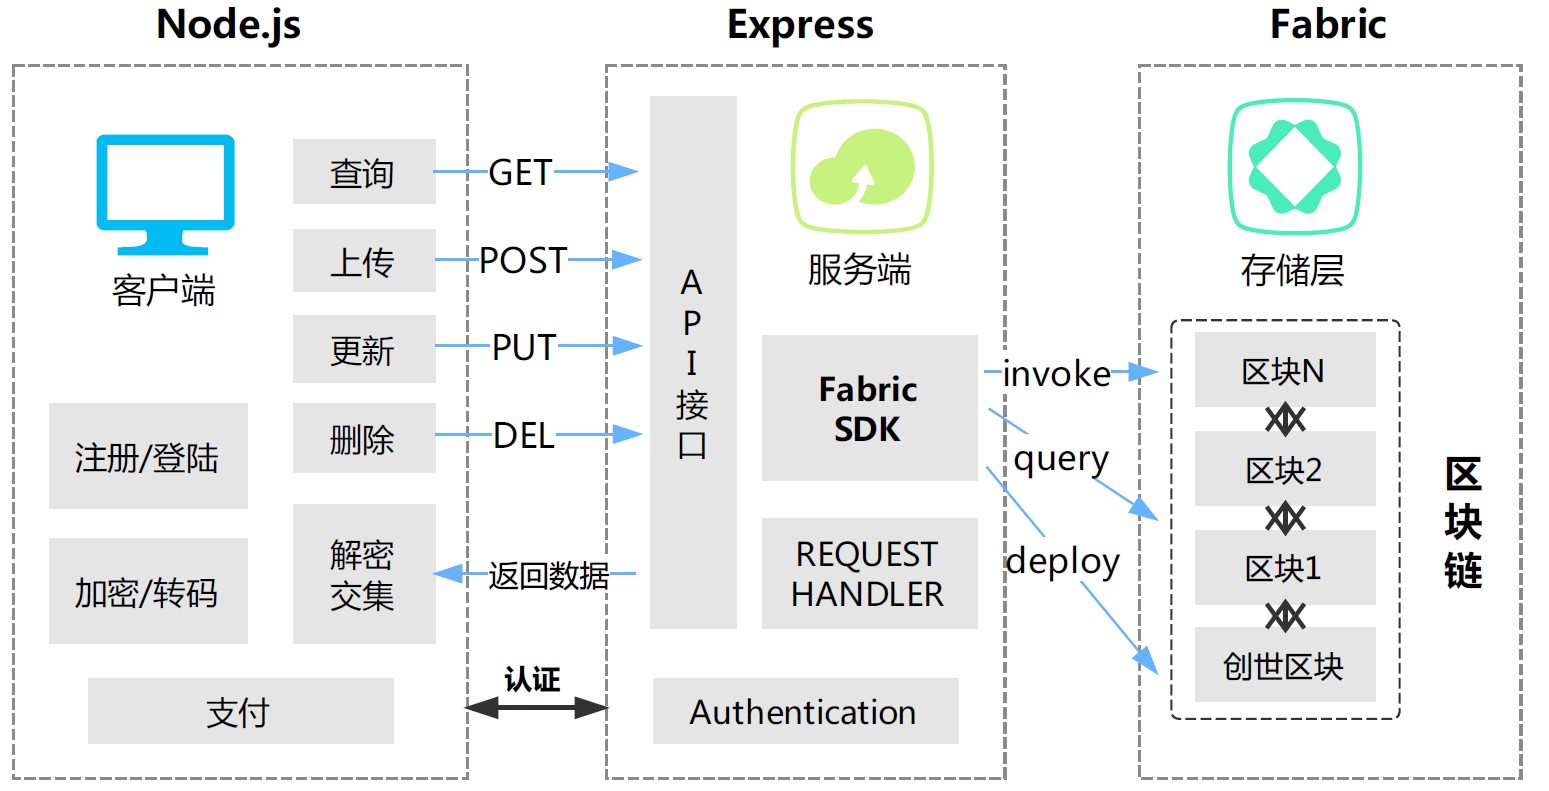 Node.js
客户端
查询
上传
更新
删除
注册/登陆
加密/转码
解密
交集
支付
GET
POST
PUT
DEL
返回数据
认证
Express
API接口
服务端
Fabric
SDK
REQUEST
HANDLER
Authentication
invoke
query
deploy
Fabric
存储层
区块N
区块2
区块1
创世区块
区块链